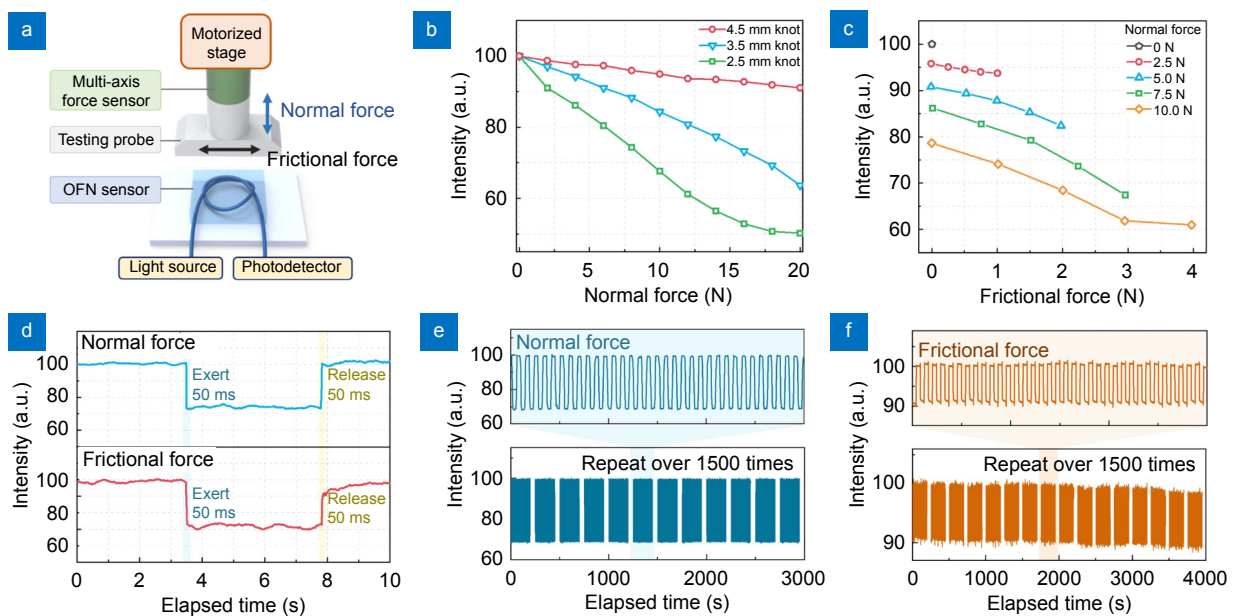 a
Motorized
stage
Multi-axis
force sensor
Normal force
Testing probe
Frictional force
OFN sensor
Light source
Photodetector
b
Intensity (a.u.)
100
80
60
4.5 mm knot
3.5 mm knot
2.5 mm knot
0
5
10
15
20
Normal force (N)
c
Intensity (a.u.)
100
90
80
70
60
Normal force
0 N
2.5 N
5.0 N
7.5 N
10.0 N
0
1
2
3
4
Frictional force (N)
d
Intensity (a.u.)
Normal force
100
80
60
Exert
50 ms
Release
50 ms
Frictional force
100
80
60
Exert
50 ms
Release
50 ms
0
2
4
6
8
10
Elapsed time (s)
e
Intensity (a.u.)
Normal force
100
80
60
Repeat over 1500 times
100
80
60
0
1000
2000
3000
Elapsed time (s)
f
Intensity (a.u.)
Frictional force
100
90
Repeat over 1500 times
100
90
0
1000
2000
3000
4000
Elapsed time (s)